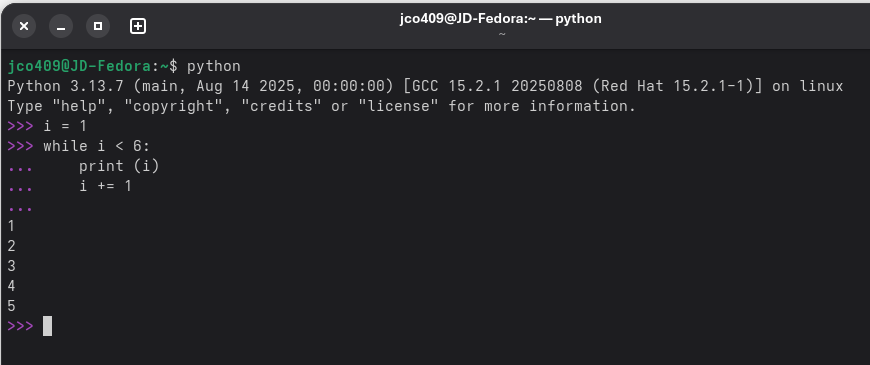 jco409@JD-Fedora:~ — python
~
jco409@JD-Fedora:~$ python
Python 3.13.7 (main, Aug 14 2025, 00:00:00) [GCC 15.2.1 20250808 (Red Hat 15.2.1-1)] on linux
Type "help", "copyright", "credits" or "license" for more information.
>>> i = 1
>>> while i < 6:
...     print (i)
...     i += 1
...
1
2
3
4
5
>>>